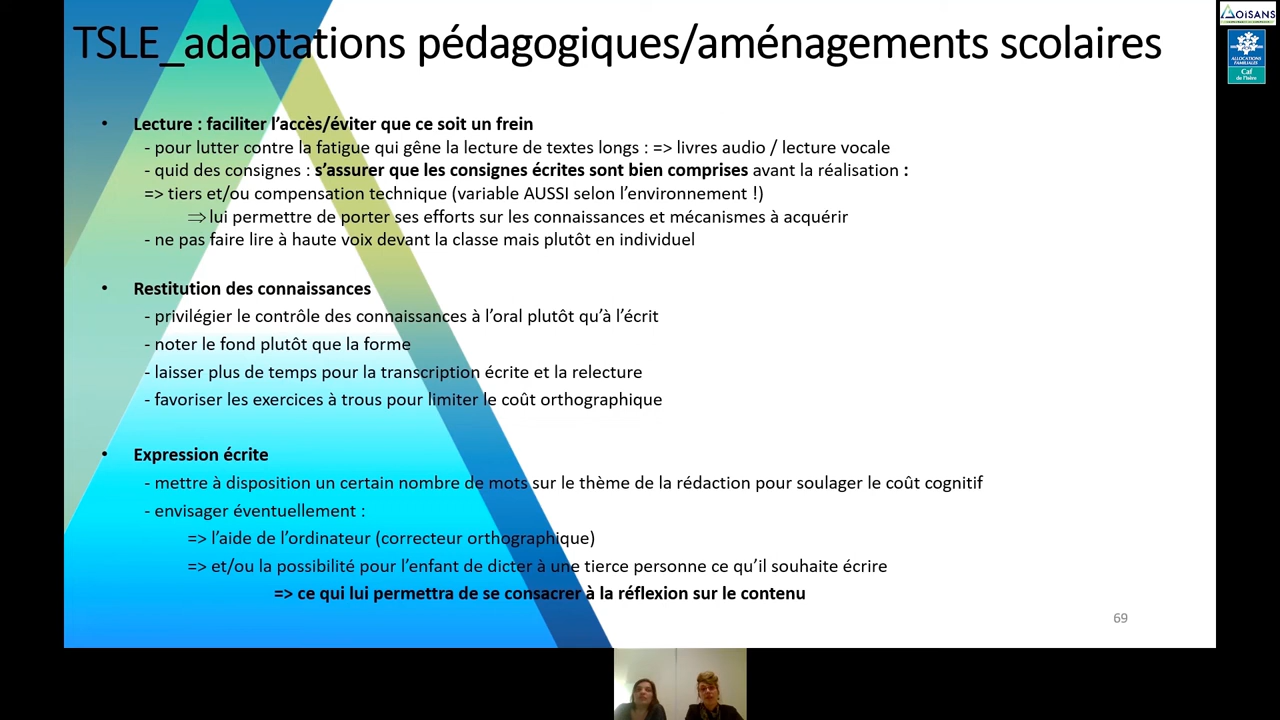 TSLE_adaptations pédagogiques/aménagements scolaires
OISANS
ALLOCATIONS
FAMILIALES
Caf
de l'Isère
• Lecture : faciliter l'accès/éviter que ce soit un frein
- pour lutter contre la fatigue qui gêne la lecture de textes longs : => livres audio / lecture vocale
- quid des consignes : s'assurer que les consignes écrites sont bien comprises avant la réalisation :
=> tiers et/ou compensation technique (variable AUSSI selon l'environnement !)
⇒ lui permettre de porter ses efforts sur les connaissances et mécanismes à acquérir
- ne pas faire lire à haute voix devant la classe mais plutôt en individuel
• Restitution des connaissances
- privilégier le contrôle des connaissances à l'oral plutôt qu'à l'écrit
- noter le fond plutôt que la forme
- laisser plus de temps pour la transcription écrite et la relecture
- favoriser les exercices à trous pour limiter le coût orthographique
• Expression écrite
- mettre à disposition un certain nombre de mots sur le thème de la rédaction pour soulager le coût cognitif
- envisager éventuellement :
=> l'aide de l'ordinateur (correcteur orthographique)
=> et/ou la possibilité pour l'enfant de dicter à une tierce personne ce qu'il souhaite écrire
=> ce qui lui permettra de se consacrer à la réflexion sur le contenu
69